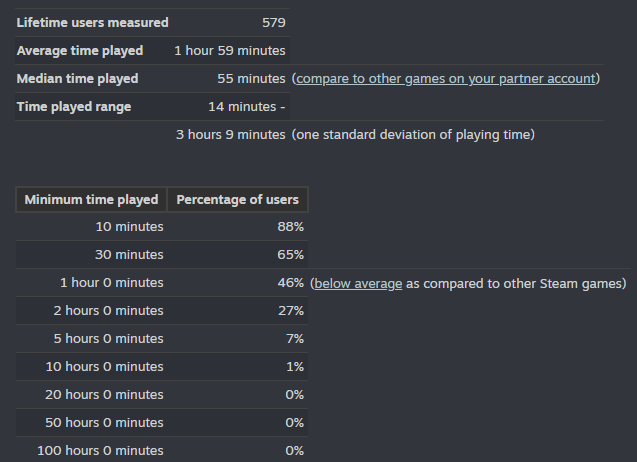 Lifetime users measured 579
Average time played 1 hour 59 minutes
Median time played 55 minutes (compare to other games on your partner account)
Time played range 14 minutes -
3 hours 9 minutes (one standard deviation of playing time)
Minimum time played Percentage of users
10 minutes 88%
30 minutes 65%
1 hour 0 minutes 46% (below average as compared to other Steam games)
2 hours 0 minutes 27%
5 hours 0 minutes 7%
10 hours 0 minutes 1%
20 hours 0 minutes 0%
50 hours 0 minutes 0%
100 hours 0 minutes 0%